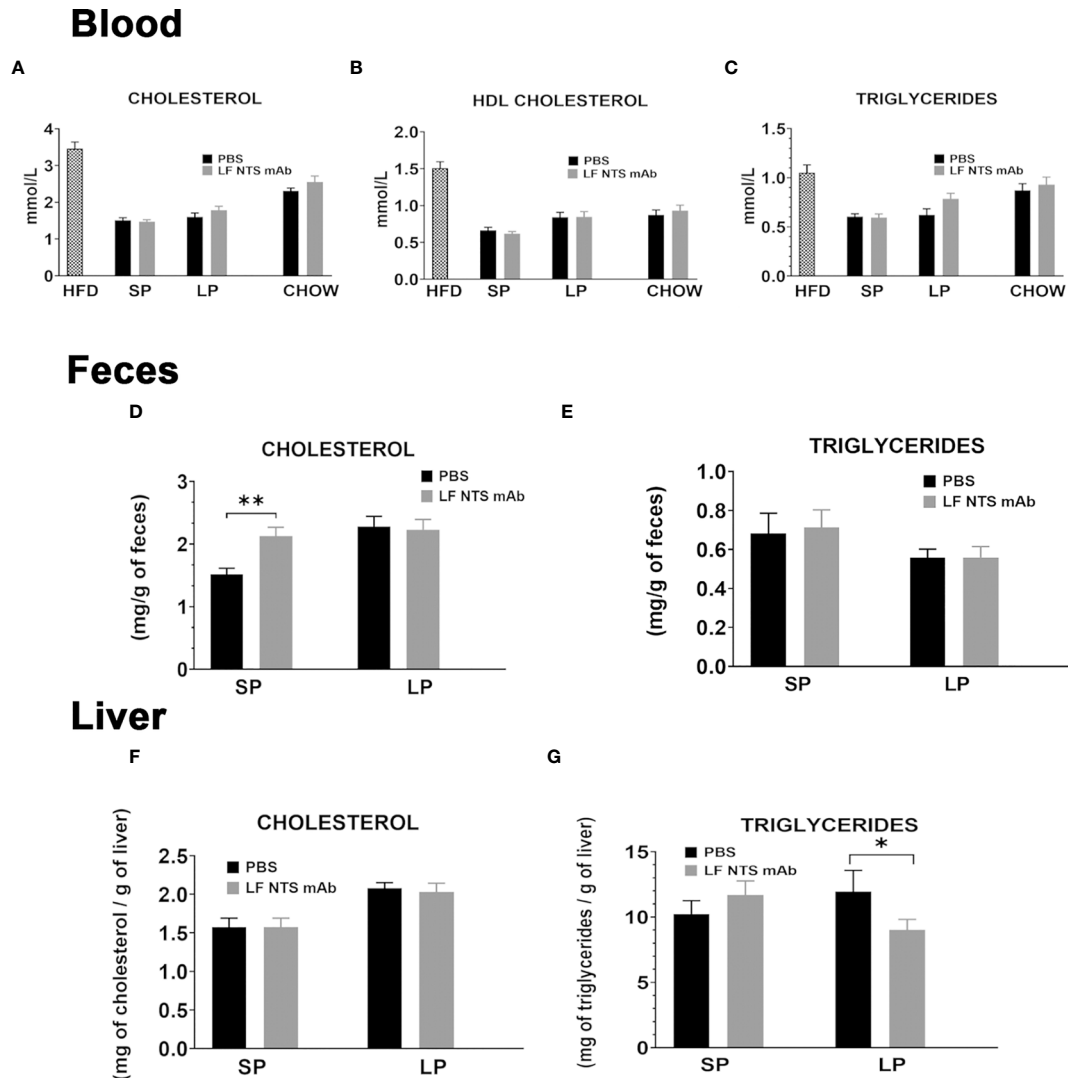 Blood
A
CHOLESTEROL
4
3
2
1
0
mmol/L
PBS
LF NTS mAb
HFD SP LP CHOW
B
HDL CHOLESTEROL
2.0
1.5
1.0
0.5
0.0
mmol/L
PBS
LF NTS mAb
HFD SP LP CHOW
C
TRIGLYCERIDES
1.5
1.0
0.5
0.0
mmol/L
PBS
LF NTS mAb
HFD SP LP CHOW
Feces
D
CHOLESTEROL
3
2
1
0
(mg/g of feces)
PBS
LF NTS mAb
**
SP LP
E
TRIGLYCERIDES
1.0
0.8
0.6
0.4
0.2
0.0
(mg/g of feces)
PBS
LF NTS mAb
SP LP
Liver
F
CHOLESTEROL
2.5
2.0
1.5
1.0
0.5
0.0
(mg of cholesterol / g of liver)
PBS
LF NTS mAb
SP LP
G
TRIGLYCERIDES
15
10
5
0
(mg of triglycerides / g of liver)
PBS
LF NTS mAb
*
SP LP